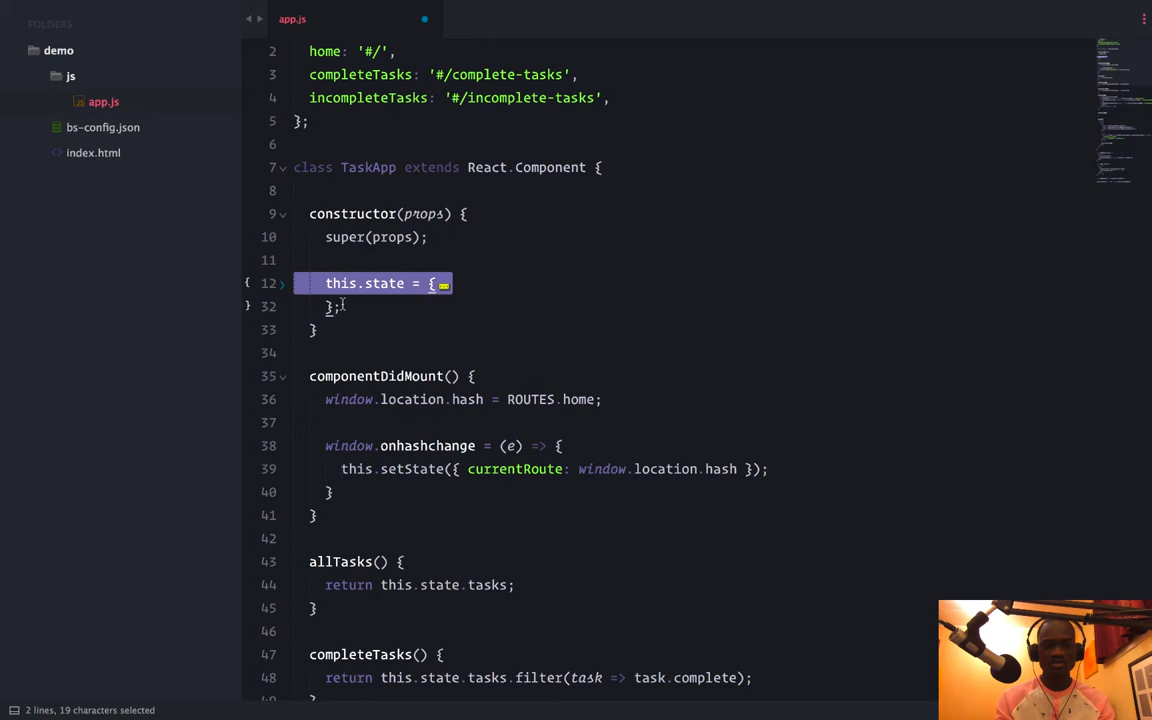 FOLDERS
demo
js
app.js
bs-config.json
index.html
app.js
2 home: '#/',
3 completeTasks: '#/complete-tasks',
4 incompleteTasks: '#/incomplete-tasks',
5 };
6
7 class TaskApp extends React.Component {
8
9 constructor(props) {
10 super(props);
11
{ 12 this.state = {
} 32 };
33 }
34
35 componentDidMount() {
36 window.location.hash = ROUTES.home;
37
38 window.onhashchange = (e) => {
39 this.setState({ currentRoute: window.location.hash });
40 }
41 }
42
43 allTasks() {
44 return this.state.tasks;
45 }
46
47 completeTasks() {
48 return this.state.tasks.filter(task => task.complete);
2 lines, 19 characters selected